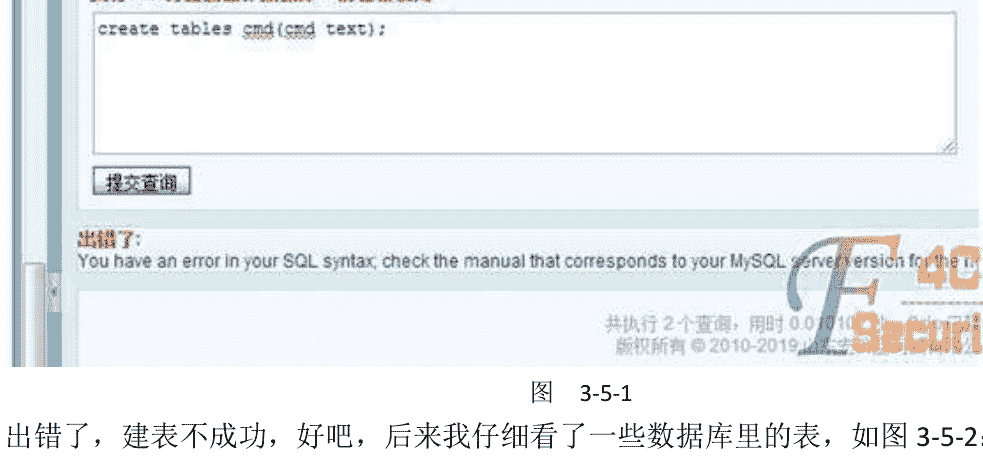 create tables cmd(cmd text);
提交查询
出错了:
You have an error in your SQL syntax; check the manual that corresponds to your MySQL server version for the
共执行 2 个查询，用时 0.01010
版权所有 © 2010-2019
图 3-5-1
出错了，建表不成功，好吧，后来我仔细看了一些数据库里的表，如图 3-5-2：